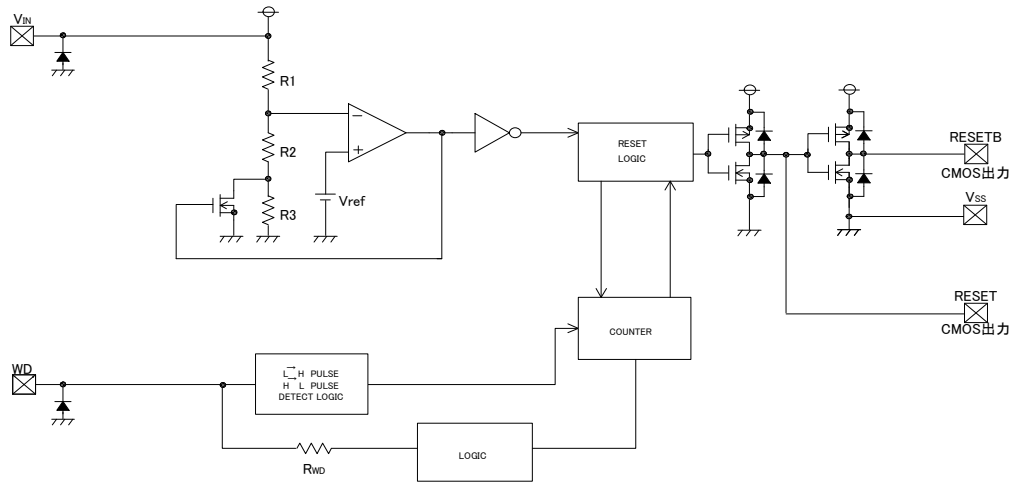 VIN
R1
R2
R3
−
+
Vref
RESET
LOGIC
RESETB
CMOS出力
VSS
RESET
CMOS出力
COUNTER
WD
L→H PULSE
H→L PULSE
DETECT LOGIC
RWD
LOGIC